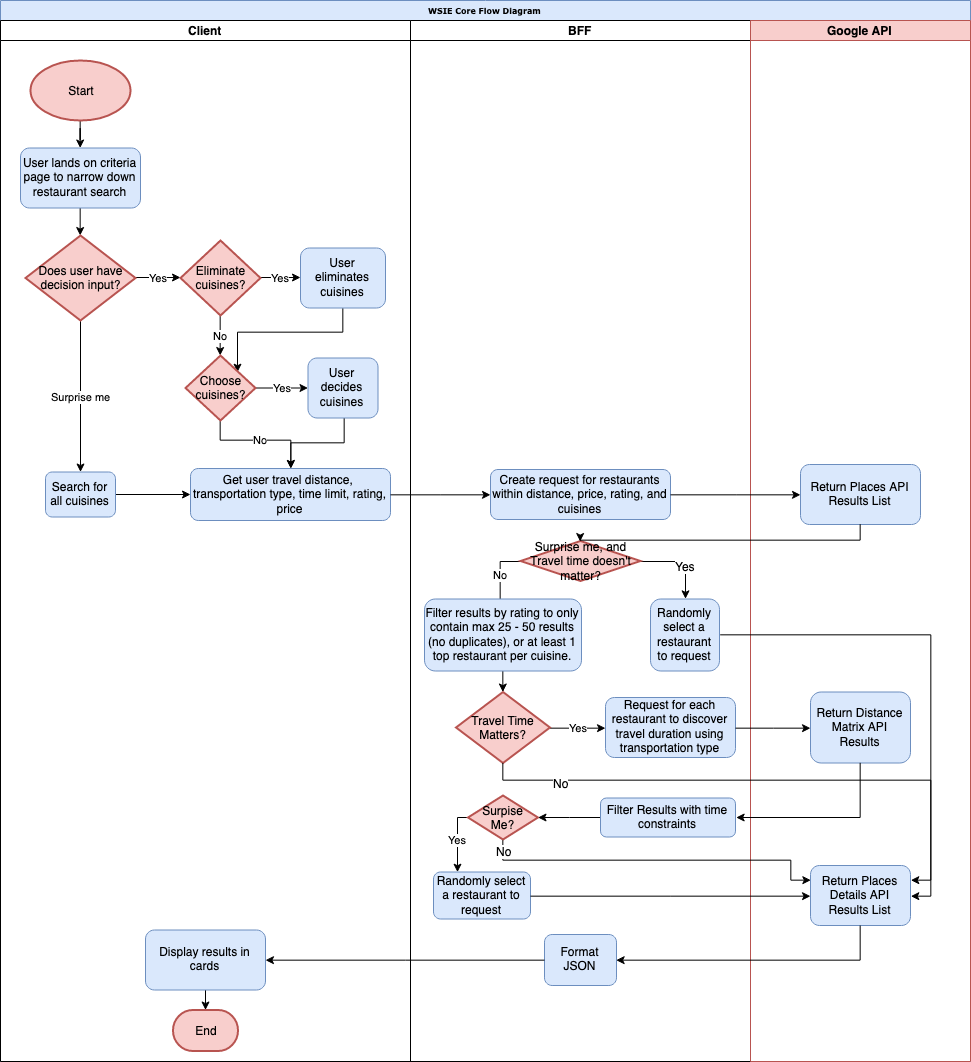 WSIE Core Flow Diagram
Client
BFF
Google API
Start
User lands on criteria
page to narrow down
restaurant search
Does user have
decision input?
Yes
Eliminate
cuisines?
Yes
User
eliminates
cuisines
No
Choose
cuisines?
Yes
User
decides
cuisines
Surprise me
No
Search for
all cuisines
Get user travel distance,
transportation type, time limit, rating,
price
Create request for restaurants
within distance, price, rating, and
cuisines
Return Places API
Results List
Surprise me, and
Travel time doesn't
matter?
No
Yes
Filter results by rating to only
contain max 25 - 50 results
(no duplicates), or at least 1
top restaurant per cuisine.
Randomly
select a
restaurant
to request
Travel Time
Matters?
Yes
Request for each
restaurant to discover
travel duration using
transportation type
Return Distance
Matrix API
Results
No
Surpise
Me?
Filter Results with time
constraints
Yes
No
Randomly select
a restaurant to
request
Return Places
Details API
Results List
Display results in
cards
Format
JSON
End